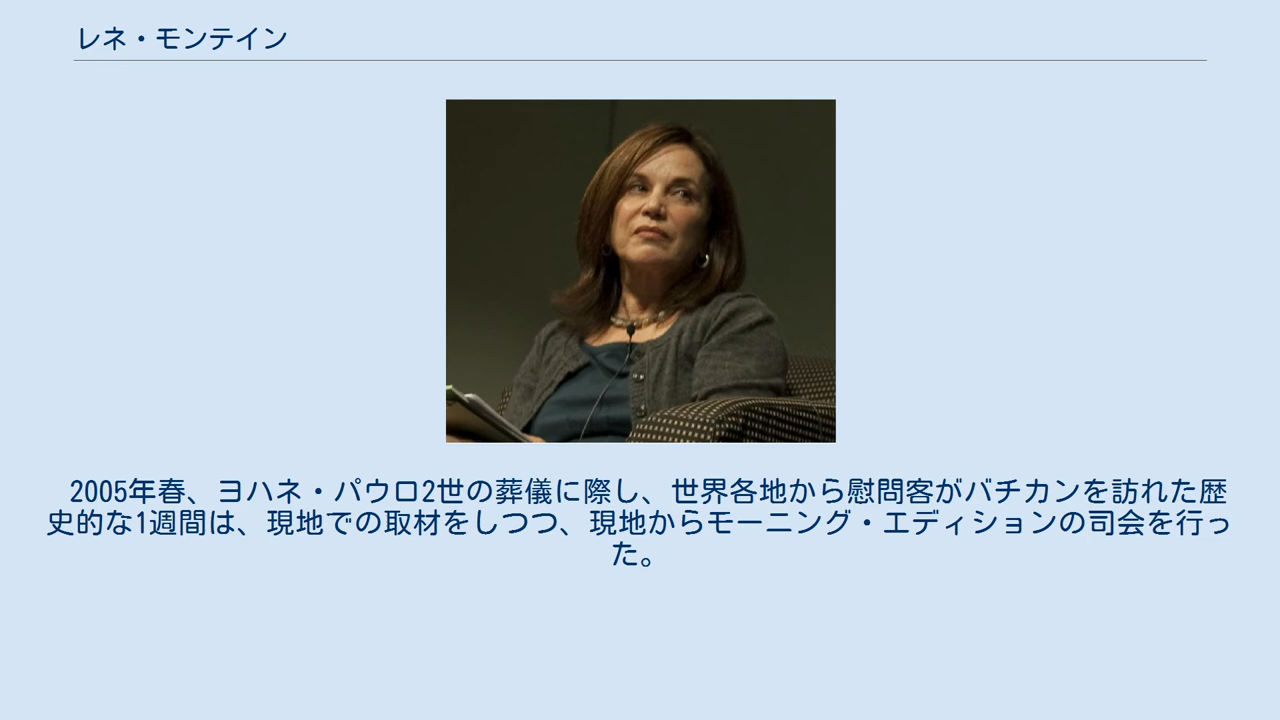 レネ・モンテイン
2005年春、ヨハネ・パウロ2世の葬儀に際し、世界各地から慰問客がバチカンを訪れた歴
史的な1週間は、現地での取材をしつつ、現地からモーニング・エディションの司会を行っ
た。